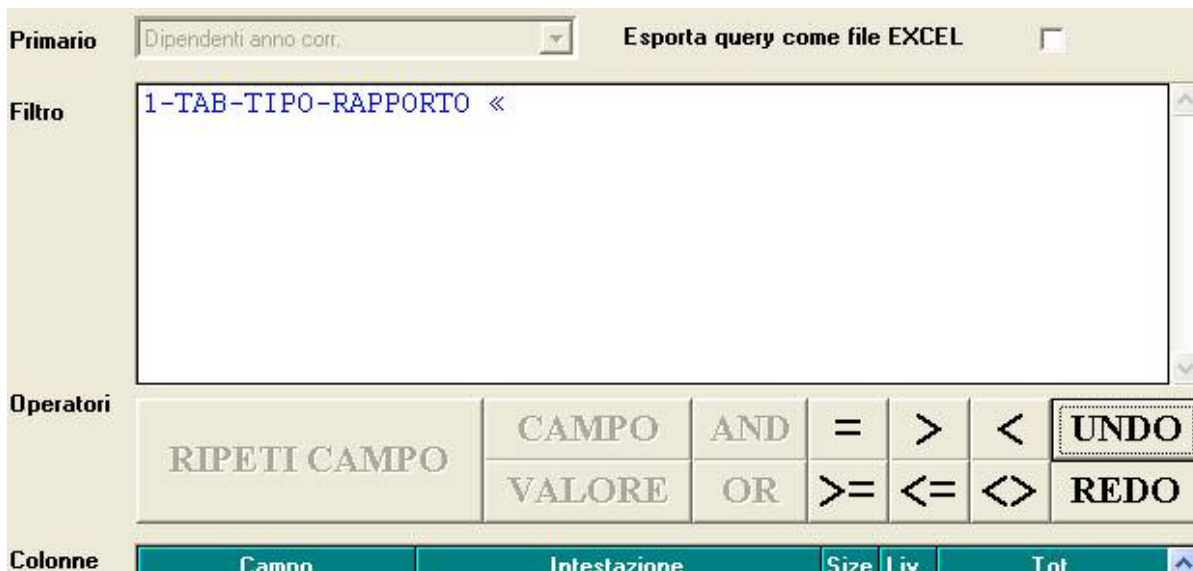 Primario Dipendenti anno corr. Esporta query come file EXCEL
Filtro 1-TAB-TIPO-RAPPORTO «
Operatori
RIPETI CAMPO
CAMPO AND = > < UNDO
VALORE OR >= <= <> REDO
Colonne Campo Intestazione Size Liv. Tot